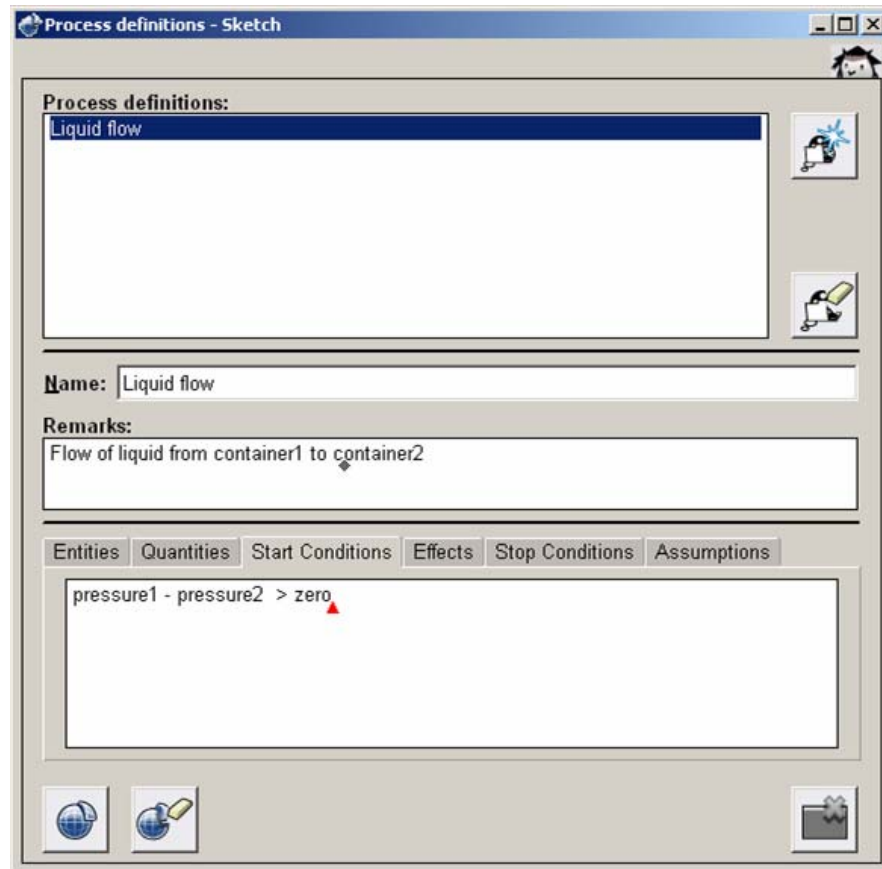 Process definitions - Sketch
Process definitions:
Liquid flow
Name: Liquid flow
Remarks:
Flow of liquid from container1 to container2
Entities Quantities Start Conditions Effects Stop Conditions Assumptions
pressure1 - pressure2 > zero